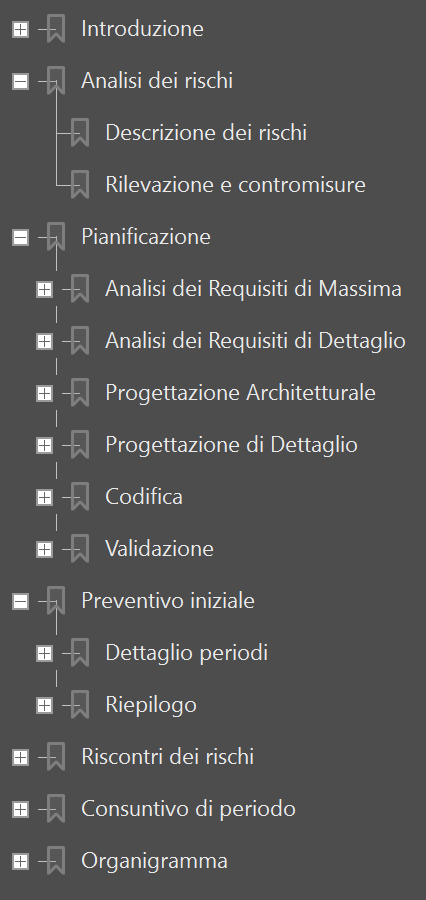 Introduzione
Analisi dei rischi
Descrizione dei rischi
Rilevazione e contromisure
Pianificazione
Analisi dei Requisiti di Massima
Analisi dei Requisiti di Dettaglio
Progettazione Architetturale
Progettazione di Dettaglio
Codifica
Validazione
Preventivo iniziale
Dettaglio periodi
Riepilogo
Riscontri dei rischi
Consuntivo di periodo
Organigramma